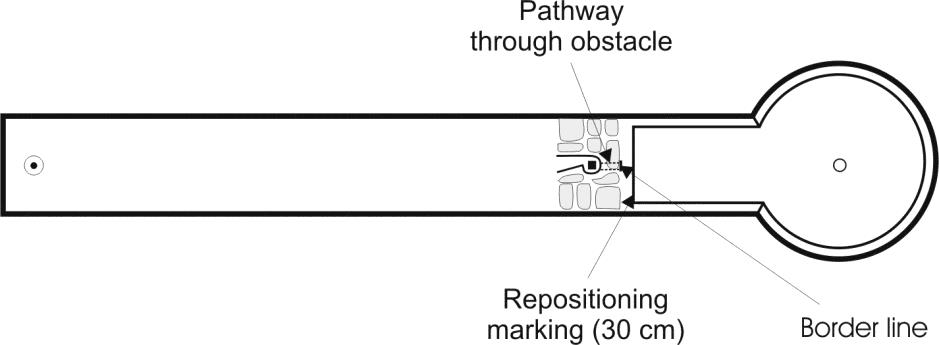 Pathway
through obstacle
Repositioning
marking (30 cm)
Border line